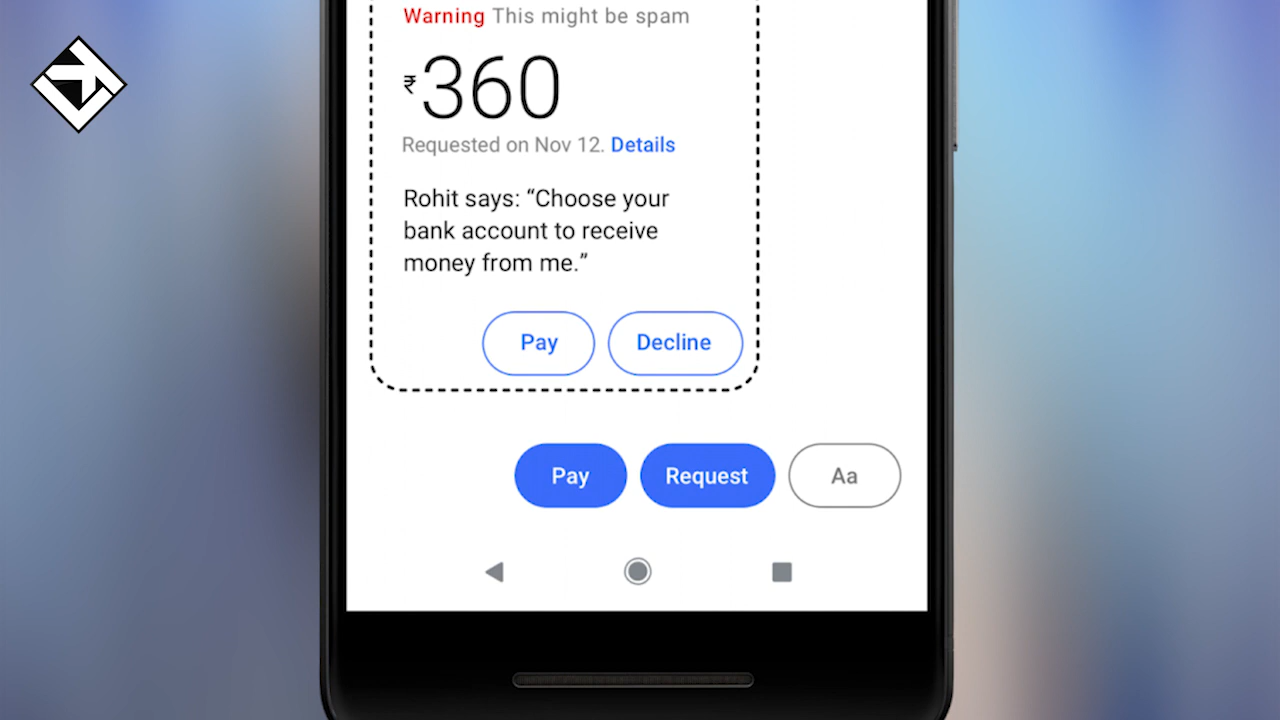 Warning This might be spam
₹360
Requested on Nov 12. Details
Rohit says: “Choose your
bank account to receive
money from me.”
Pay Decline
Pay Request Aa